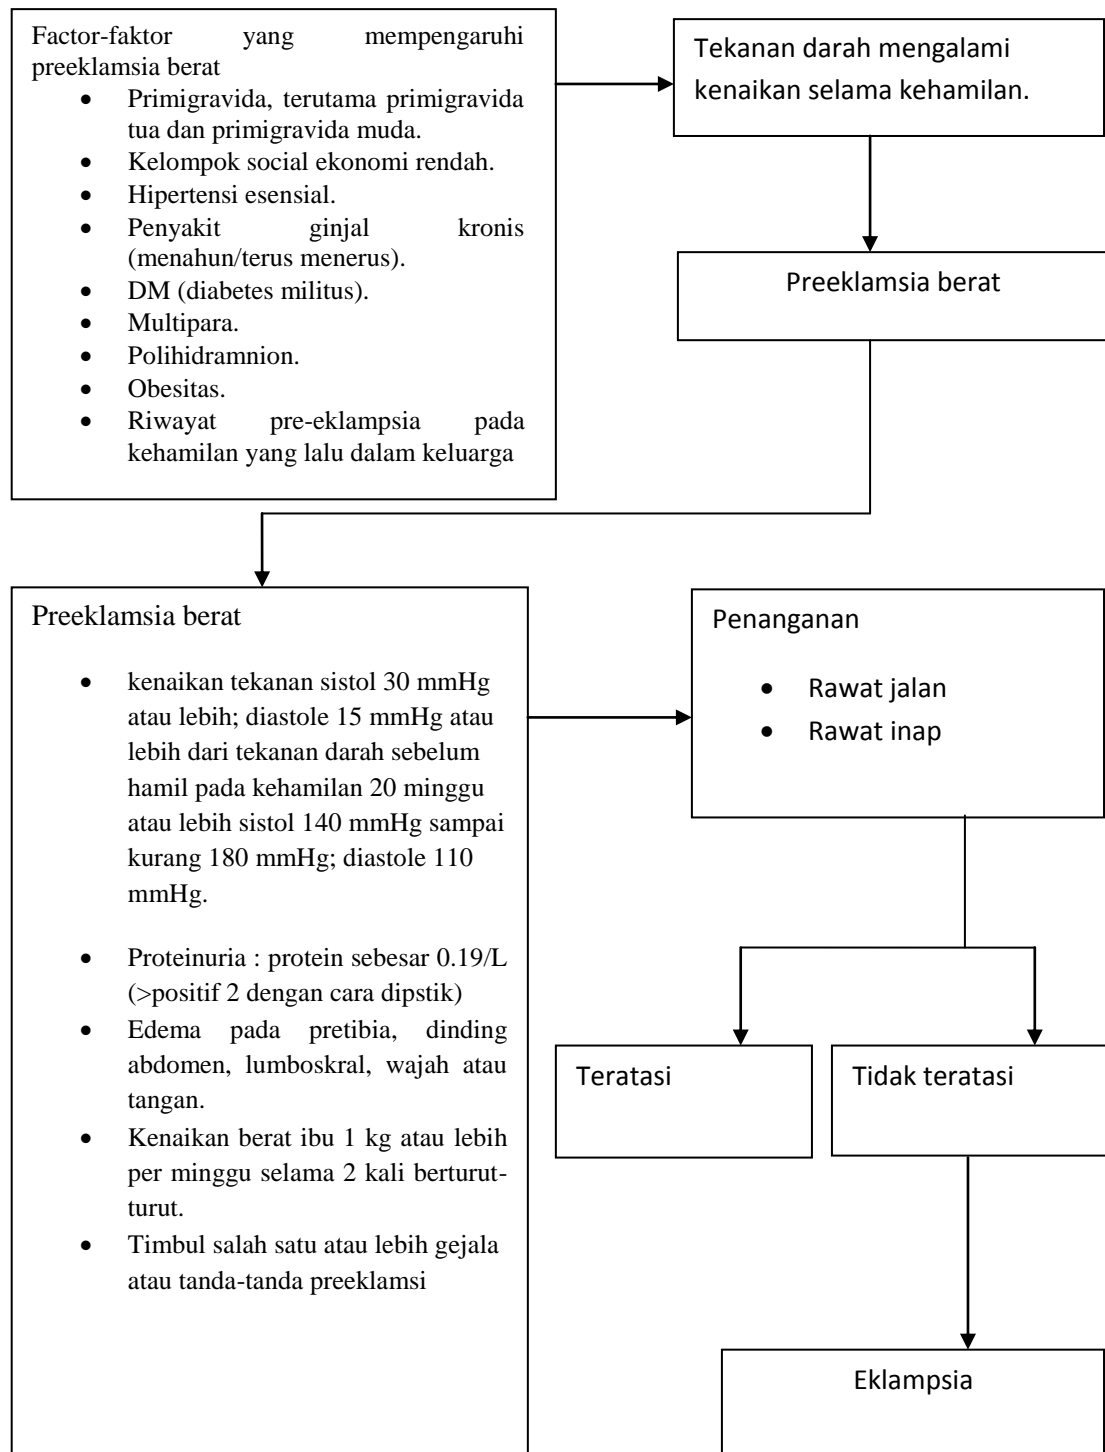 Factor-faktor yang mempengaruhi
preeklamsia berat
• Primigravida, terutama primigravida
tua dan primigravida muda.
• Kelompok social ekonomi rendah.
• Hipertensi esensial.
• Penyakit ginjal kronis
(menahun/terus menerus).
• DM (diabetes militus).
• Multipara.
• Polihidramnion.
• Obesitas.
• Riwayat pre-eklampsia pada
kehamilan yang lalu dalam keluarga
Tekanan darah mengalami
kenaikan selama kehamilan.
Preeklamsia berat
Preeklamsia berat
• kenaikan tekanan sistol 30 mmHg
atau lebih; diastole 15 mmHg atau
lebih dari tekanan darah sebelum
hamil pada kehamilan 20 minggu
atau lebih sistol 140 mmHg sampai
kurang 180 mmHg; diastole 110
mmHg.
• Proteinuria : protein sebesar 0.19/L
(>positif 2 dengan cara dipstik)
• Edema pada pretibia, dinding
abdomen, lumboskral, wajah atau
tangan.
• Kenaikan berat ibu 1 kg atau lebih
per minggu selama 2 kali berturut-
turut.
• Timbul salah satu atau lebih gejala
atau tanda-tanda preeklamsi
Penanganan
• Rawat jalan
• Rawat inap
Teratasi
Tidak teratasi
Eklampsia